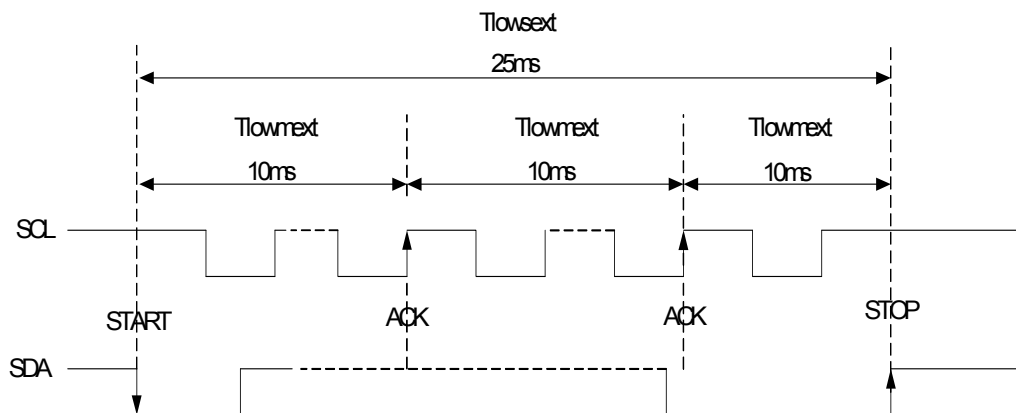 Tlowsext
25ms
Tlowmext Tlowmext Tlowmext
10ms 10ms 10ms
SCL
START ACK ACK STOP
SDA